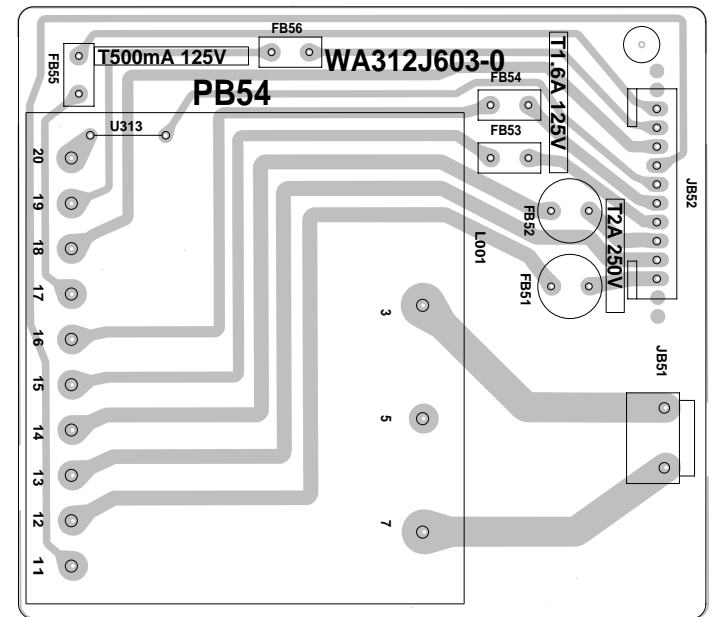 FB56
FB55
T500mA 125V
WA312J603-0
T1.6A 125V
PB54
FB54
U313
FB53
JB52
20
19
18
17
16
15
14
13
12
11
FB52
T2A 250V
L001
FB51
3
5
7
JB51